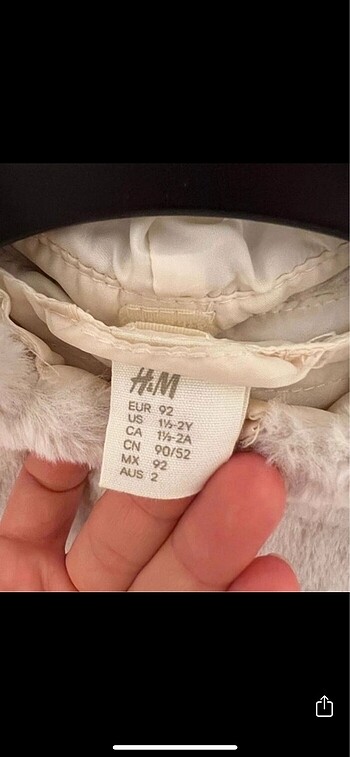 H&M
EUR 92
US 1½-2Y
CA 1½-2A
CN 90/52
MX 92
AUS 2